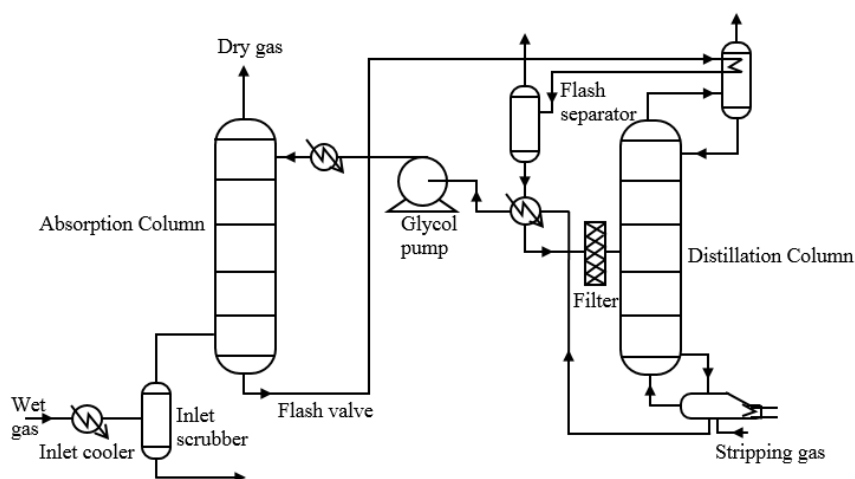 Dry gas
Flash
separator
Absorption Column
Glycol
pump
Filter
Distillation Column
Wet
gas
Inlet cooler
Inlet
scrubber
Flash valve
Stripping gas